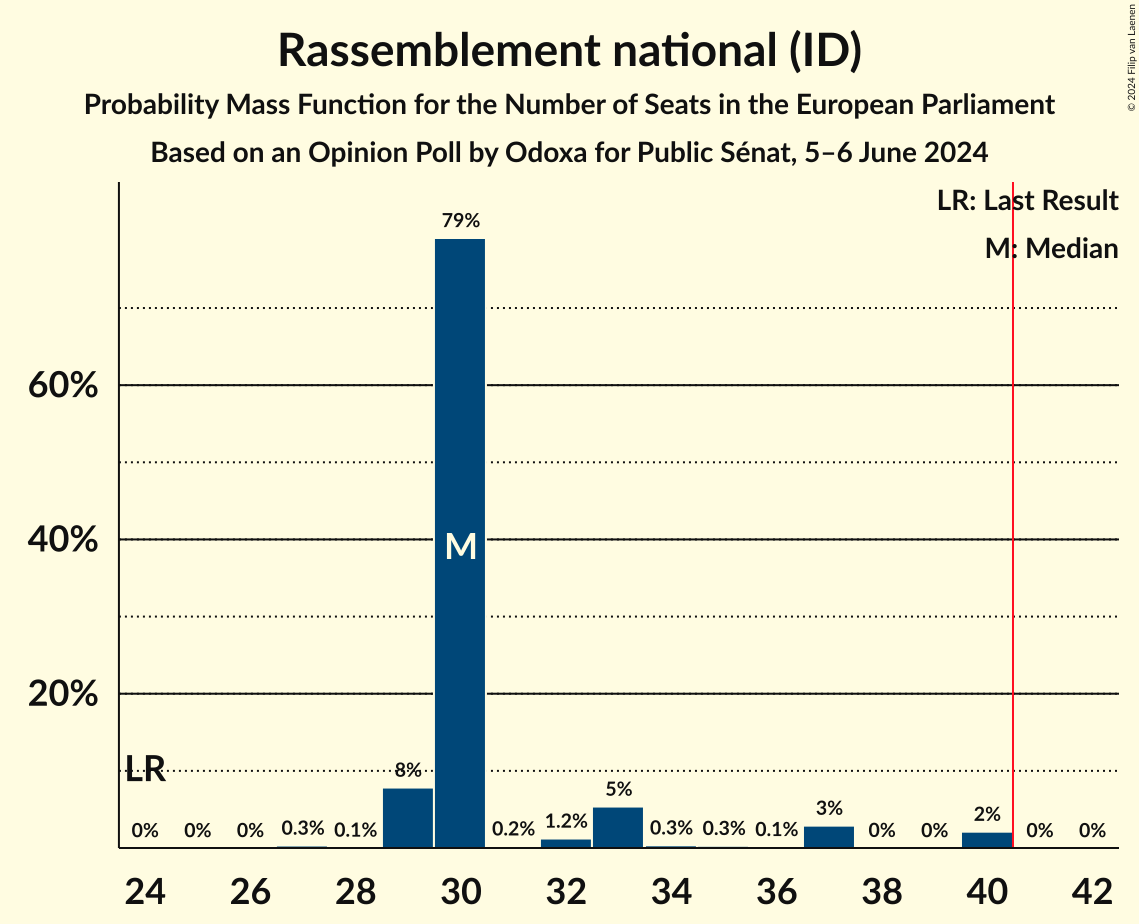 Rassemblement national (ID)
Probability Mass Function for the Number of Seats in the European Parliament
Based on an Opinion Poll by Odoxa for Public Sénat, 5–6 June 2024
© 2024 Filip van Laenen
LR: Last Result
M: Median
79%
60%
40%
M
20%
LR
0% 0% 0% 0.3% 0.1% 8% 0.2% 1.2% 5% 0.3% 0.3% 0.1% 3% 0% 0% 2% 0% 0%
24 26 28 30 32 34 36 38 40 42